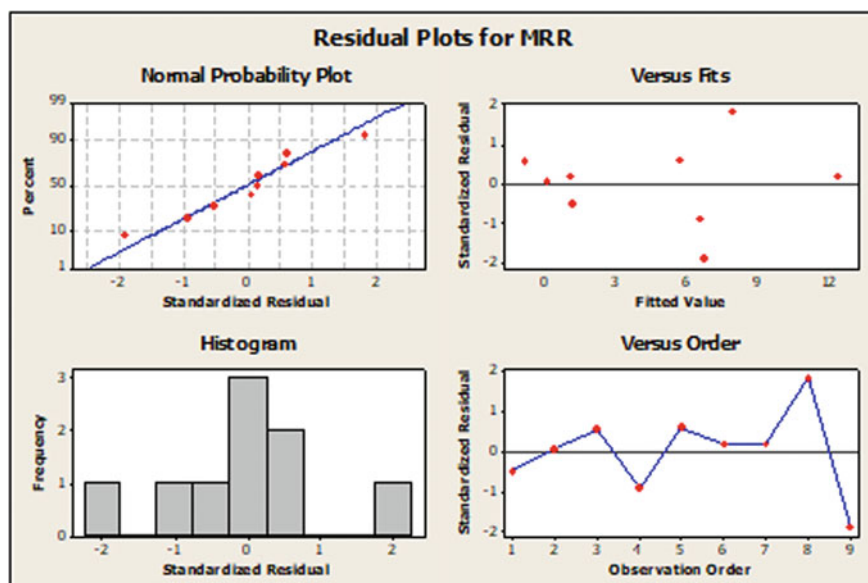 Residual Plots for MRR
Normal Probability Plot
99
90
50
10
1
Percent
-2 -1 0 1 2
Standardized Residual
Versus Fits
2
1
0
-1
-2
Standardized Residual
0 3 6 9 12
Fitted Value
Histogram
3
2
1
0
Frequency
-2 -1 0 1 2
Standardized Residual
Versus Order
2
1
0
-1
-2
Standardized Residual
1 2 3 4 5 6 7 8 9
Observation Order